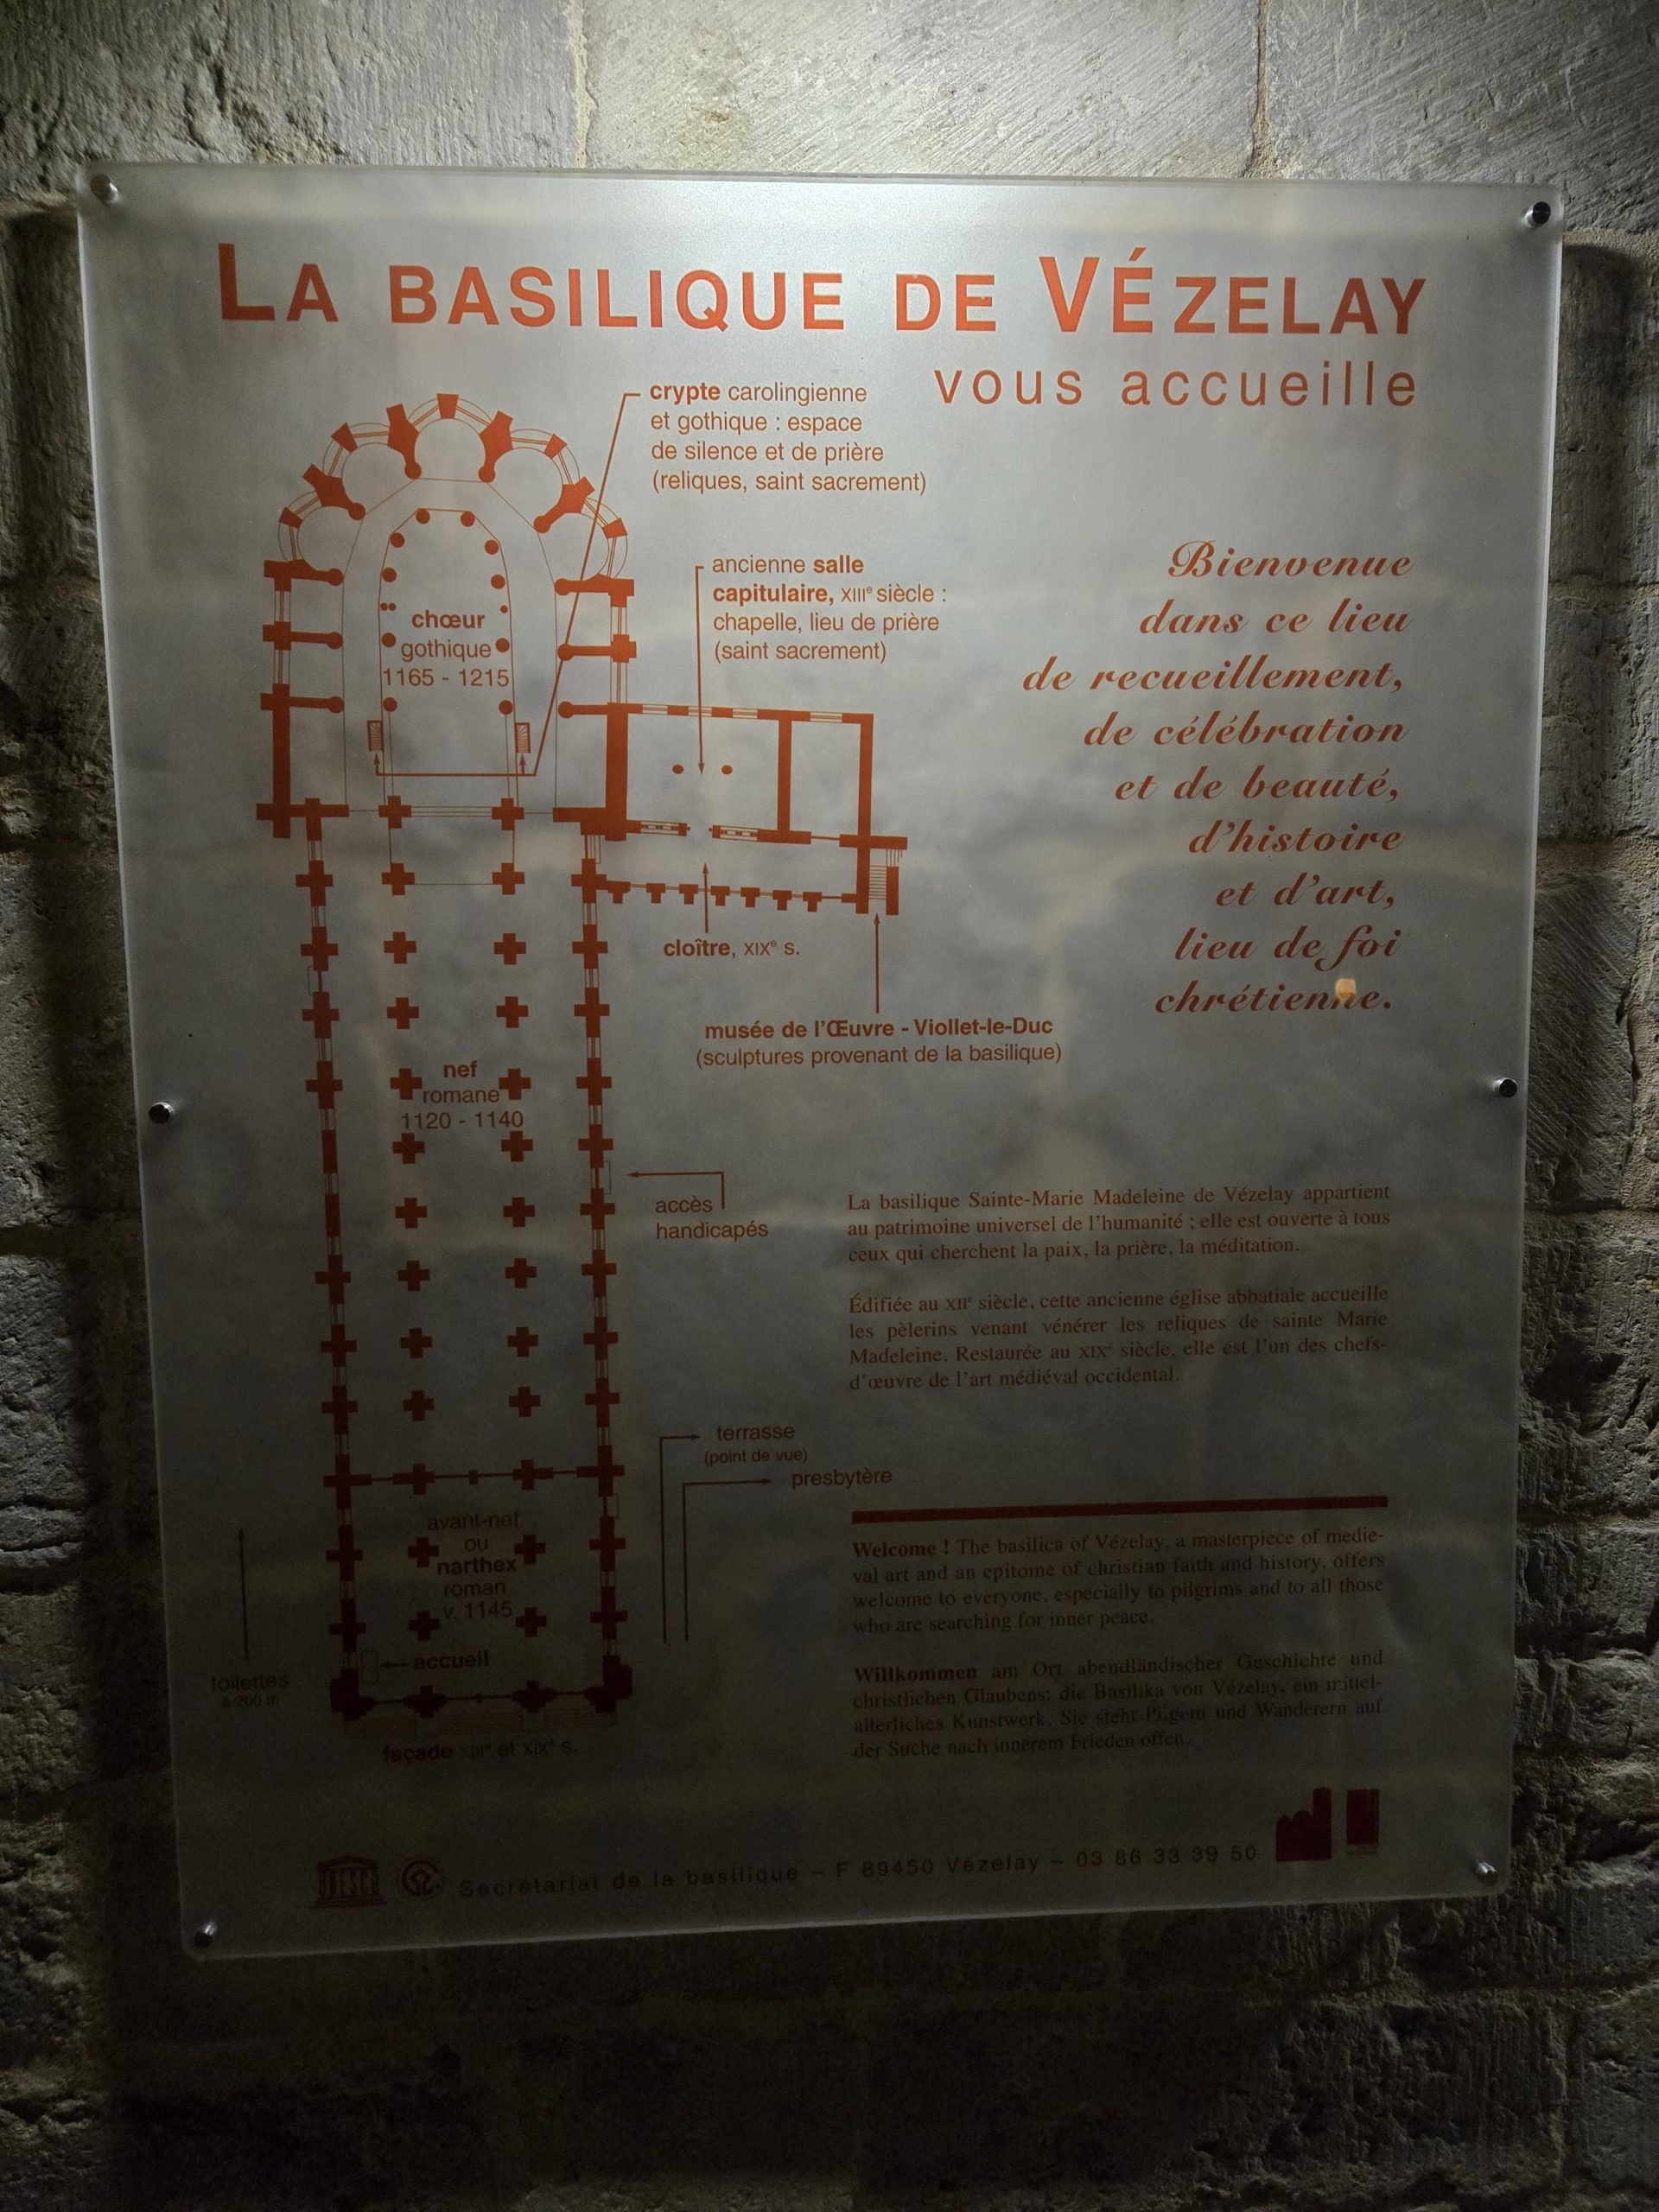 LA BASILIQUE DE VÉZELAY
vous accueille
crypte carolingienne
et gothique : espace
de silence et de prière
(reliques, saint sacrement)
ancienne salle
capitulaire, XIIIe siècle :
chapelle, lieu de prière
(saint sacrement)
chœur
gothique
1165 - 1215
Bienvenue
dans ce lieu
de recueillement,
de célébration
et de beauté,
d'histoire
et d'art,
lieu de foi
chrétienne.
cloître, XIXe s.
musée de l'Œuvre - Viollet-le-Duc
(sculptures provenant de la basilique)
nef
romane
1120 - 1140
accès
handicapés
La basilique Sainte-Marie Madeleine de Vézelay appartient
au patrimoine universel de l'humanité ; elle est ouverte à tous
ceux qui cherchent la paix, la prière, la méditation.
Édifiée au XIIe siècle, cette ancienne église abbatiale accueille
les pèlerins venant vénérer les reliques de sainte Marie
Madeleine. Restaurée au XIXe siècle, elle est l'un des chefs-
d'œuvre de l'art médiéval occidental.
terrasse
(point de vue)
presbytère
avant-nef
ou
narthex
roman
v. 1145
accueil
toilettes
à 200 m
façade XIIIe et XIXe s.
Welcome ! The basilica of Vézelay, a masterpiece of medie-
val art and an epitome of christian faith and history, offers
welcome to everyone, especially to pilgrims and to all those
who are searching for inner peace.
Willkommen am Ort abendländischer Geschichte und
christlichen Glaubens: die Basilika von Vézelay, ein mittel-
alterliches Kunstwerk. Sie steht Pilgern und Wanderern auf
der Suche nach innerem Frieden offen.
UNESCO
Secrétariat de la basilique – F 89450 Vézelay – 03 86 33 39 50